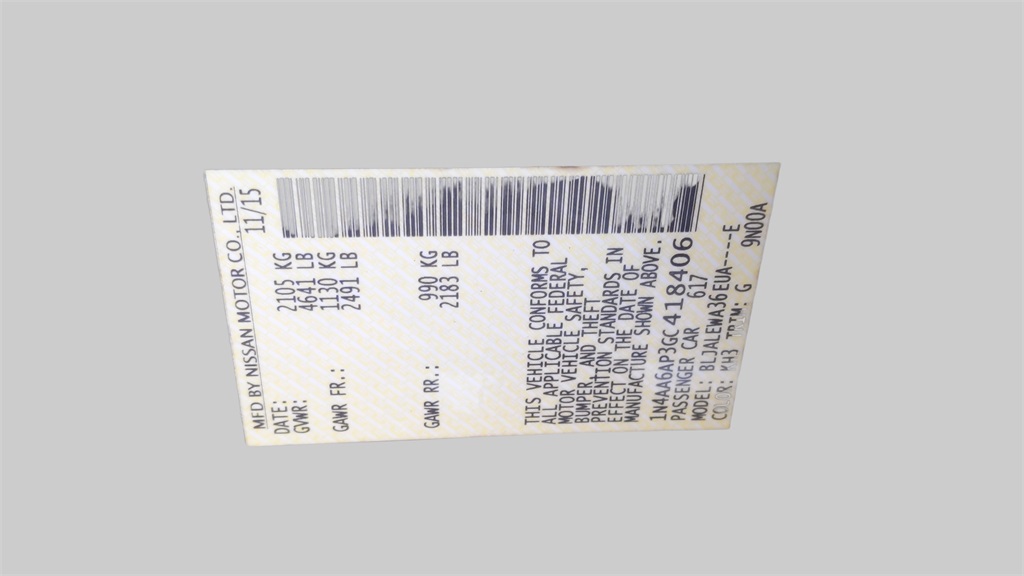 MFD BY NISSAN MOTOR CO., LTD.
DATE: 11/15
GVWR: 2105 KG
4641 LB
GAWR FR.: 1130 KG
2491 LB
GAWR RR.: 990 KG
2183 LB
THIS VEHICLE CONFORMS TO
ALL APPLICABLE FEDERAL
MOTOR VEHICLE SAFETY,
BUMPER, AND THEFT
PREVENTION STANDARDS IN
EFFECT ON THE DATE OF
MANUFACTURE SHOWN ABOVE.
1N4AA6AP3GC418406
PASSENGER CAR 617
MODEL: BLJALEWA36EUA----E
COLOR: KH3 TRIM: G 9N00A